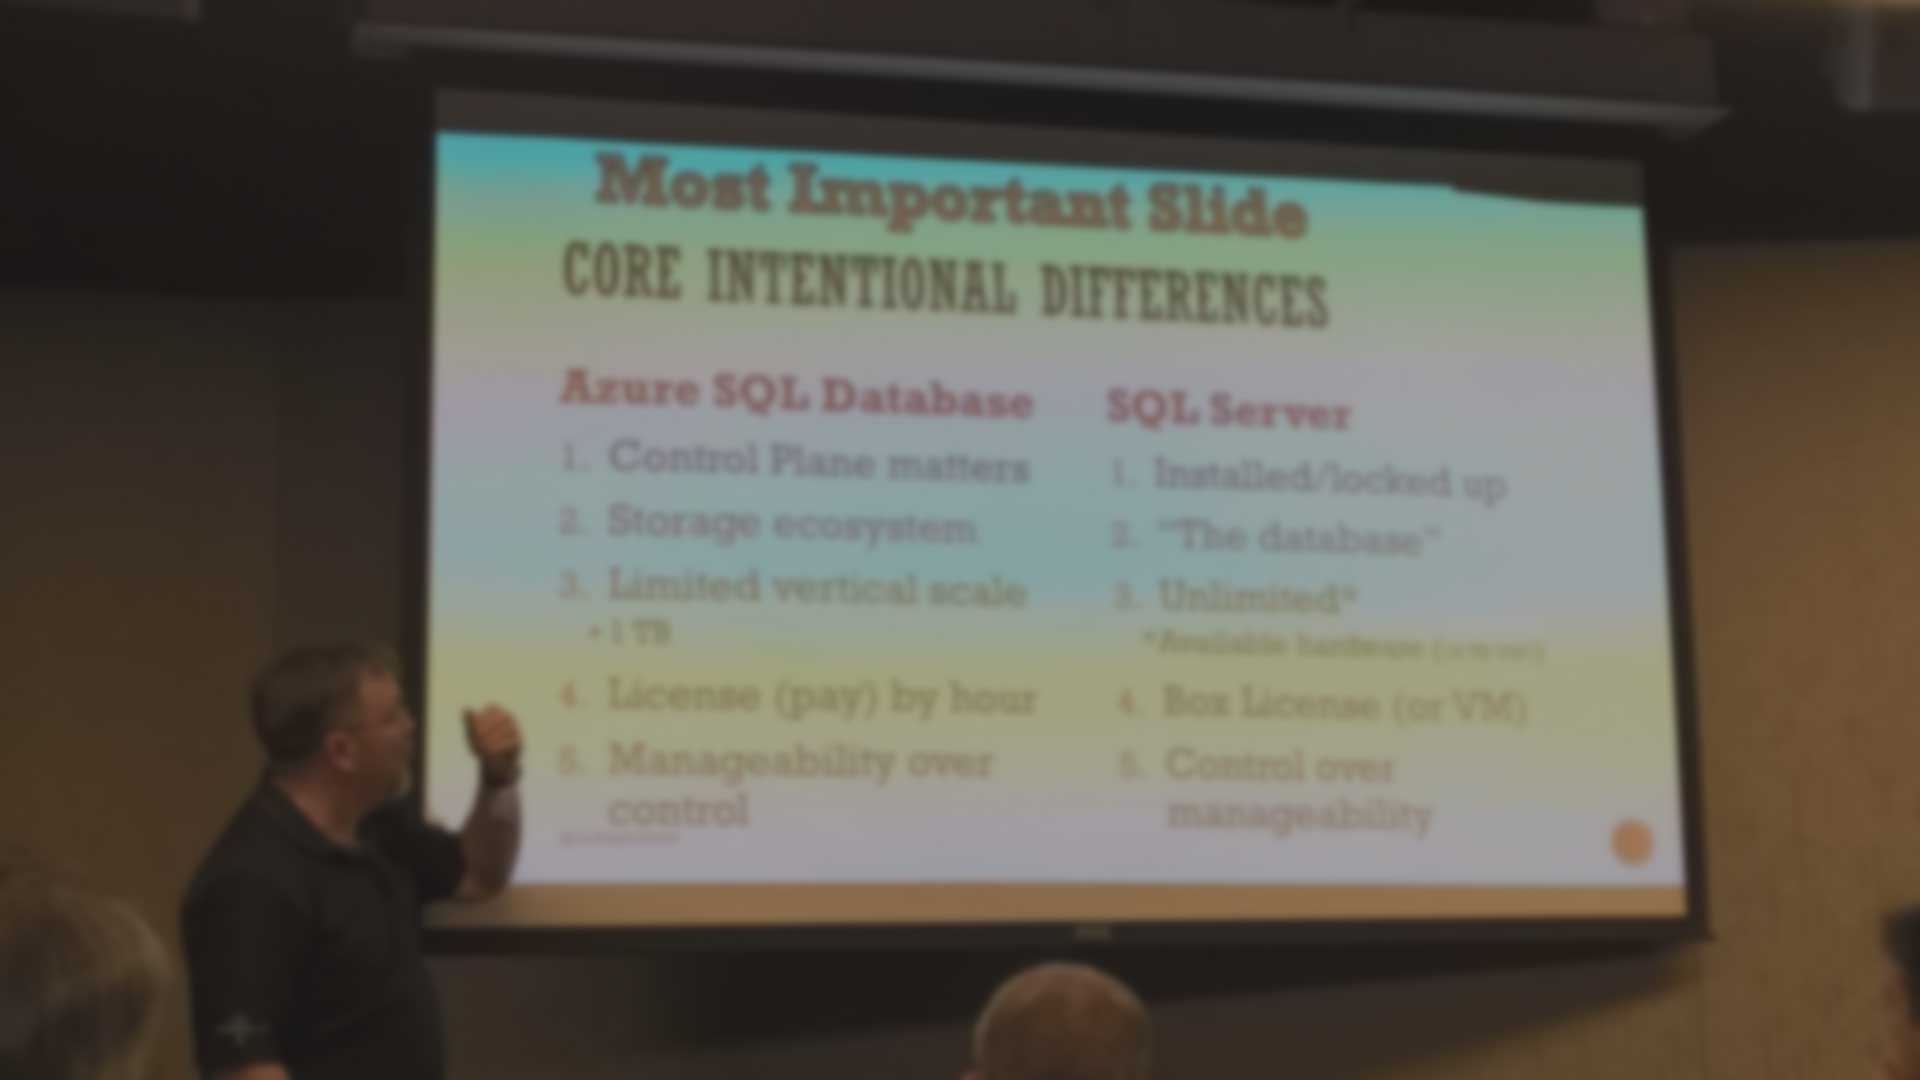 Most Important Slide
CORE INTENTIONAL DIFFERENCES
Azure SQL Database
1. Control Plane matters
2. Storage ecosystem
3. Limited vertical scale
• 1 TB
4. License (pay) by hour
5. Manageability over
control
SQL Server
1. Installed/locked up
2. "The database"
3. Unlimited*
*Available hardware
4. Box License (or VM)
5. Control over
manageability